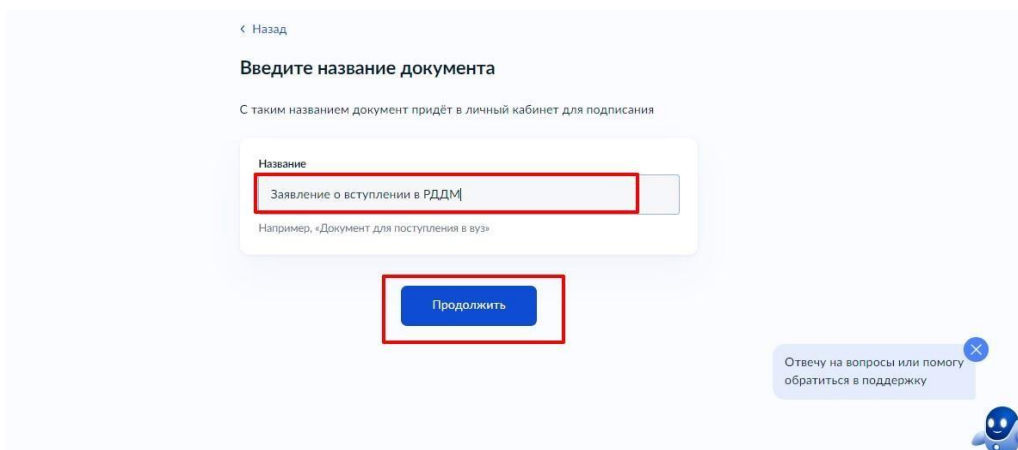 Назад
Введите название документа
С таким названием документ придёт в личный кабинет для подписания
Название
Заявление о вступлении в РДДМ
Например, «Документ для поступления в вуз»
Продолжить
Отвечу на вопросы или помогу
обратиться в поддержку